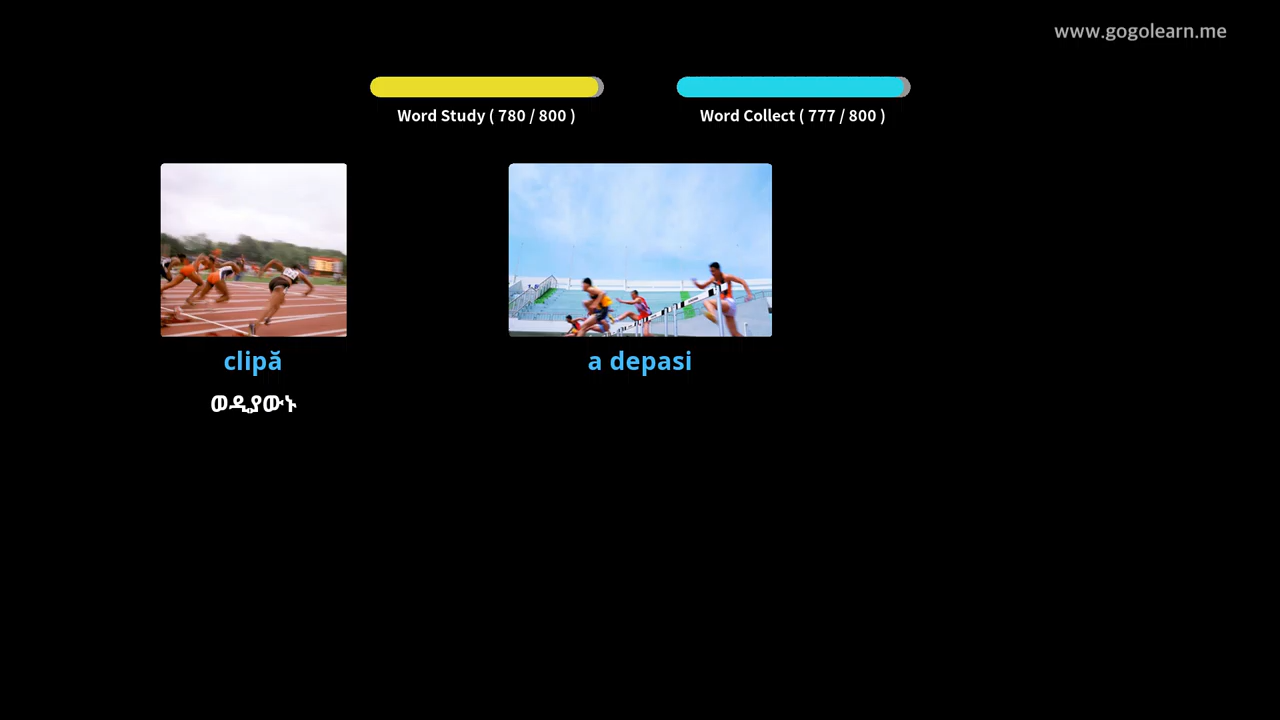 www.gogolearn.me
Word Study ( 780 / 800 )
Word Collect ( 777 / 800 )
clipă
a depasi
ወዲያውኑ